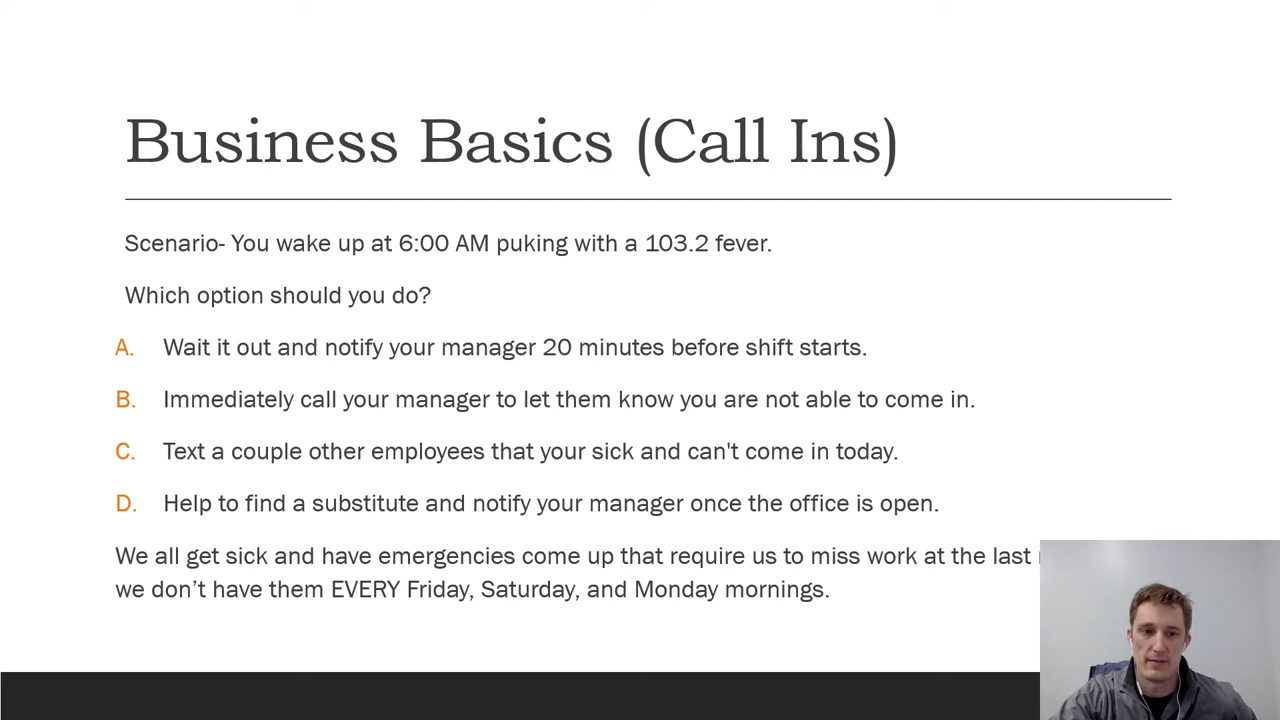 Business Basics (Call Ins)
Scenario- You wake up at 6:00 AM puking with a 103.2 fever.
Which option should you do?
A. Wait it out and notify your manager 20 minutes before shift starts.
B. Immediately call your manager to let them know you are not able to come in.
C. Text a couple other employees that your sick and can't come in today.
D. Help to find a substitute and notify your manager once the office is open.
We all get sick and have emergencies come up that require us to miss work at the last
we don’t have them EVERY Friday, Saturday, and Monday mornings.